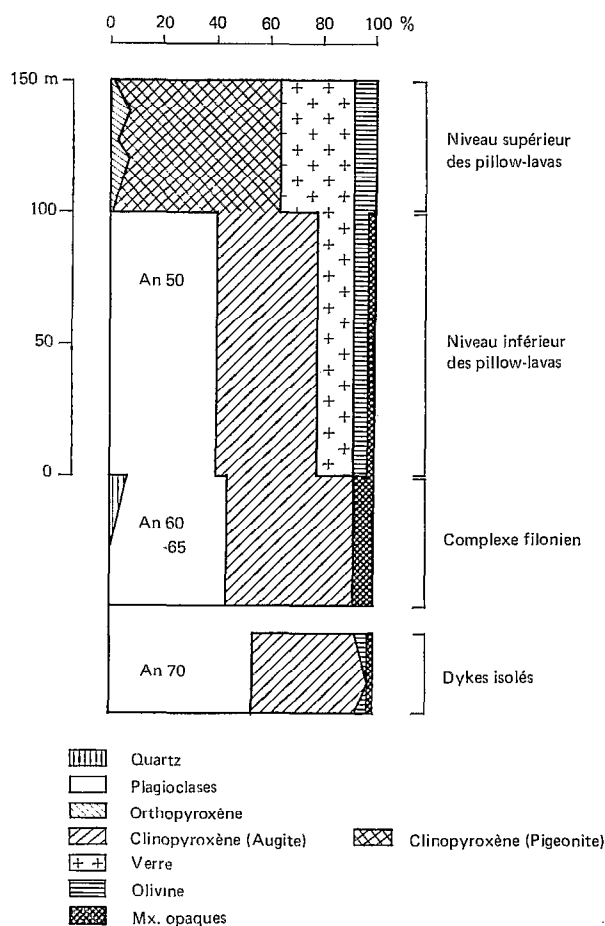 0 20 40 60 80 100 %
150 m
Niveau supérieur
des pillow-lavas
100
An 50
50
Niveau inférieur
des pillow-lavas
0
An 60
-65
Complexe filonien
An 70
Dykes isolés
Quartz
Plagioclases
Orthopyroxène
Clinopyroxène (Augite) Clinopyroxène (Pigeonite)
Verre
Olivine
Mx. opaques